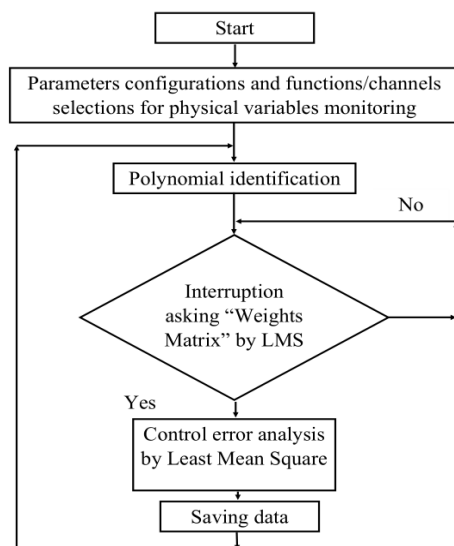 Start
Parameters configurations and functions/channels
selections for physical variables monitoring
Polynomial identification
No
Interruption
asking “Weights
Matrix” by LMS
Yes
Control error analysis
by Least Mean Square
Saving data